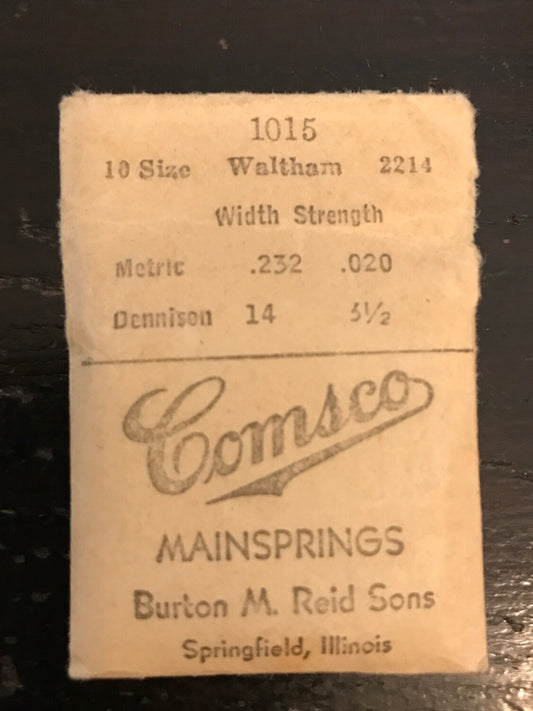 1015
10 Size Waltham 2214
Width Strength
Metric .232 .020
Dennison 14 5½
Comsco
MAINSPRINGS
Burton M. Reid Sons
Springfield, Illinois